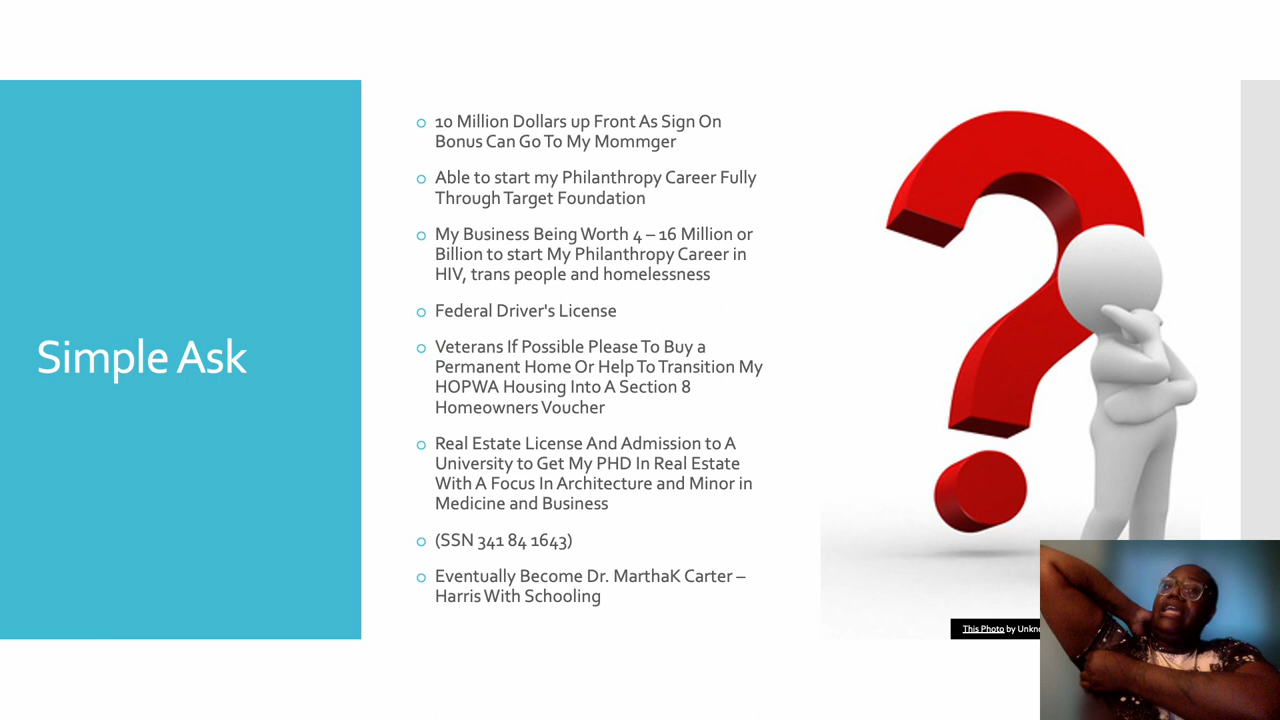 Simple Ask
10 Million Dollars up Front As Sign On
Bonus Can Go To My Mommger
Able to start my Philanthropy Career Fully
Through Target Foundation
My Business Being Worth 4 – 16 Million or
Billion to start My Philanthropy Career in
HIV, trans people and homelessness
Federal Driver's License
Veterans If Possible Please To Buy a
Permanent Home Or Help To Transition My
HOPWA Housing Into A Section 8
Homeowners Voucher
Real Estate License And Admission to A
University to Get My PHD In Real Estate
With A Focus In Architecture and Minor in
Medicine and Business
(SSN [redacted])
Eventually Become Dr. MarthaK Carter –
Harris With Schooling
This Photo by